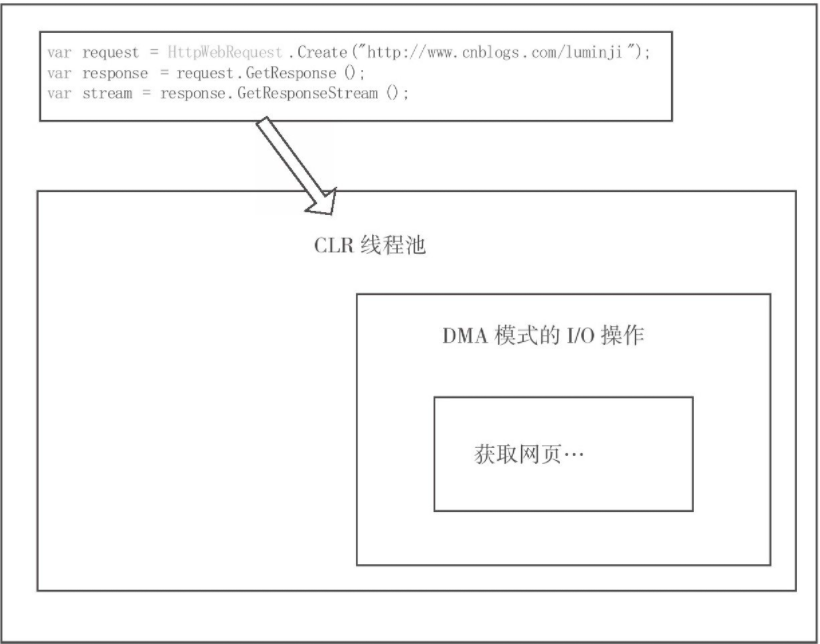 var request = HttpWebRequest.Create("http://www.cnblogs.com/luminji");
var response = request.GetResponse();
var stream = response.GetResponseStream();
CLR 线程池
DMA 模式的 I/O 操作
获取网页…